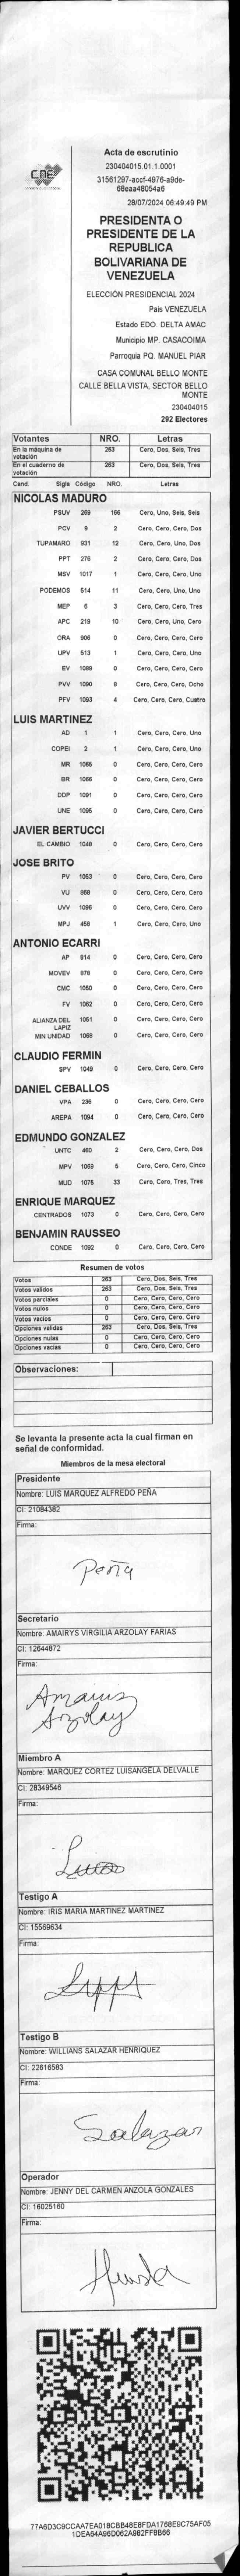 Acta de escrutinio
230404015.01.1.0001
CNE
31561297-accf-4976-a9de-
68eaa48054a6
28/07/2024 06:49:49 PM
PRESIDENTA O
PRESIDENTE DE LA
REPUBLICA
BOLIVARIANA DE
VENEZUELA
ELECCIÓN PRESIDENCIAL 2024
Pais VENEZUELA
Estado EDO. DELTA AMAC
Municipio MP. CASACOIMA
Parroquia PQ. MANUEL PIAR
CASA COMUNAL BELLO MONTE
CALLE BELLA VISTA, SECTOR BELLO
MONTE
230404015
292 Electores
Votantes NRO. Letras
En la máquina de votación 263 Cero, Dos, Seis, Tres
En el cuaderno de votación 263 Cero, Dos, Seis, Tres
Cand. Sigla Código NRO. Letras
NICOLAS MADURO
PSUV 269 166 Cero, Uno, Seis, Seis
PCV 9 2 Cero, Cero, Cero, Dos
TUPAMARO 931 12 Cero, Cero, Uno, Dos
PPT 276 2 Cero, Cero, Cero, Dos
MSV 1017 1 Cero, Cero, Cero, Uno
PODEMOS 514 11 Cero, Cero, Uno, Uno
MEP 6 3 Cero, Cero, Cero, Tres
APC 219 10 Cero, Cero, Uno, Cero
ORA 906 0 Cero, Cero, Cero, Cero
UPV 513 1 Cero, Cero, Cero, Uno
EV 1089 0 Cero, Cero, Cero, Cero
PVV 1090 8 Cero, Cero, Cero, Ocho
PFV 1093 4 Cero, Cero, Cero, Cuatro
LUIS MARTINEZ
AD 1 1 Cero, Cero, Cero, Uno
COPEI 2 1 Cero, Cero, Cero, Uno
MR 1065 0 Cero, Cero, Cero, Cero
BR 1066 0 Cero, Cero, Cero, Cero
DDP 1091 0 Cero, Cero, Cero, Cero
UNE 1095 0 Cero, Cero, Cero, Cero
JAVIER BERTUCCI
EL CAMBIO 1048 0 Cero, Cero, Cero, Cero
JOSE BRITO
PV 1053 0 Cero, Cero, Cero, Cero
VU 868 0 Cero, Cero, Cero, Cero
UVV 1096 0 Cero, Cero, Cero, Cero
MPJ 458 1 Cero, Cero, Cero, Uno
ANTONIO ECARRI
AP 814 0 Cero, Cero, Cero, Cero
MOVEV 878 0 Cero, Cero, Cero, Cero
CMC 1050 0 Cero, Cero, Cero, Cero
FV 1062 0 Cero, Cero, Cero, Cero
ALIANZA DEL LAPIZ 1051 0 Cero, Cero, Cero, Cero
MIN UNIDAD 1068 0 Cero, Cero, Cero, Cero
CLAUDIO FERMIN
SPV 1049 0 Cero, Cero, Cero, Cero
DANIEL CEBALLOS
VPA 236 0 Cero, Cero, Cero, Cero
AREPA 1094 0 Cero, Cero, Cero, Cero
EDMUNDO GONZALEZ
UNTC 460 2 Cero, Cero, Cero, Dos
MPV 1069 5 Cero, Cero, Cero, Cinco
MUD 1075 33 Cero, Cero, Tres, Tres
ENRIQUE MARQUEZ
CENTRADOS 1073 0 Cero, Cero, Cero, Cero
BENJAMIN RAUSSEO
CONDE 1092 0 Cero, Cero, Cero, Cero
Resumen de votos
Votos 263 Cero, Dos, Seis, Tres
Votos validos 263 Cero, Dos, Seis, Tres
Votos parciales 0 Cero, Cero, Cero, Cero
Votos nulos 0 Cero, Cero, Cero, Cero
Votos vacios 0 Cero, Cero, Cero, Cero
Opciones validas 263 Cero, Dos, Seis, Tres
Opciones nulas 0 Cero, Cero, Cero, Cero
Opciones vacias 0 Cero, Cero, Cero, Cero
Observaciones:
Se levanta la presente acta la cual firman en
señal de conformidad.
Miembros de la mesa electoral
Presidente
Nombre: LUIS MARQUEZ ALFREDO PEÑA
CI: 21084382
Firma:
Peña
Secretario
Nombre: AMAIRYS VIRGILIA ARZOLAY FARIAS
CI: 12644872
Firma:
Amairys
Arzolay
Miembro A
Nombre: MARQUEZ CORTEZ LUISANGELA DELVALLE
CI: 28349546
Firma:
Testigo A
Nombre: IRIS MARIA MARTINEZ MARTINEZ
CI: 15569634
Firma:
Testigo B
Nombre: WILLIANS SALAZAR HENRIQUEZ
CI: 22616583
Firma:
Salazar
Operador
Nombre: JENNY DEL CARMEN ANZOLA GONZALES
CI: 16025160
Firma:
77A6D3C9CCAA7EA018CBB48E8FDA1768E9C75AF05
1DEA64A96D062A982FF8B66